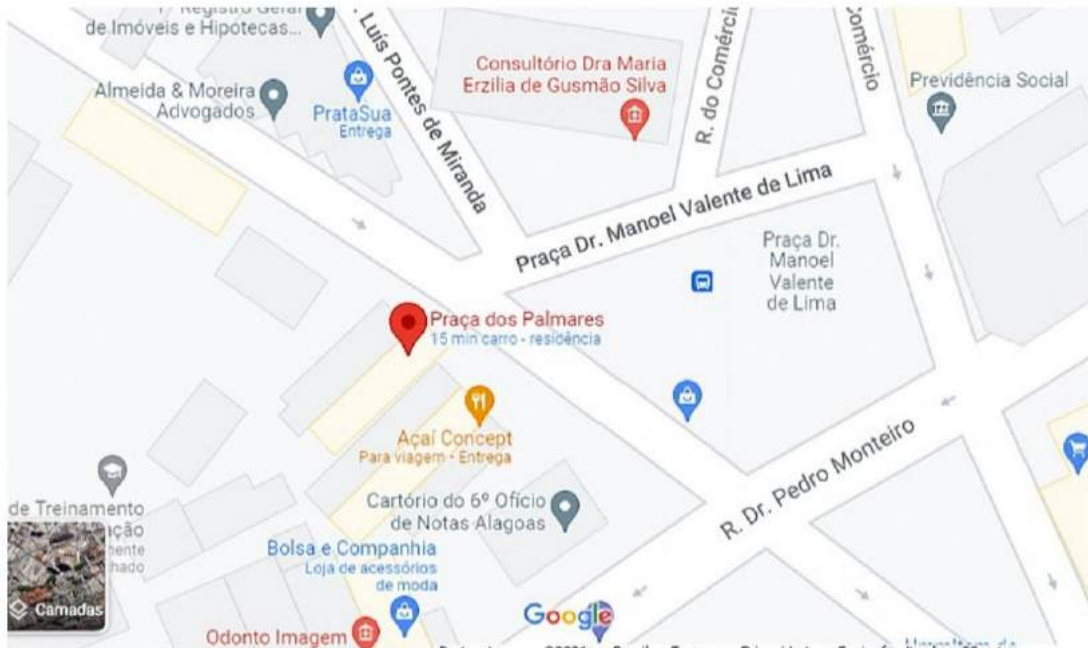 1º Registro Geral
de Imóveis e Hipotecas...
Almeida & Moreira
Advogados
PrataSua
Entrega
. Luís Pontes de Miranda
Consultório Dra Maria
Erzilia de Gusmão Silva
R. do Comércio
Comércio
Previdência Social
Praça Dr. Manoel Valente de Lima
Praça Dr.
Manoel
Valente
de Lima
Praça dos Palmares
15 min carro - residência
Açaí Concept
Para viagem • Entrega
R. Dr. Pedro Monteiro
Cartório do 6º Ofício
de Notas Alagoas
de Treinamento
Camadas
Bolsa e Companhia
Loja de acessórios
de moda
Odonto Imagem
Google